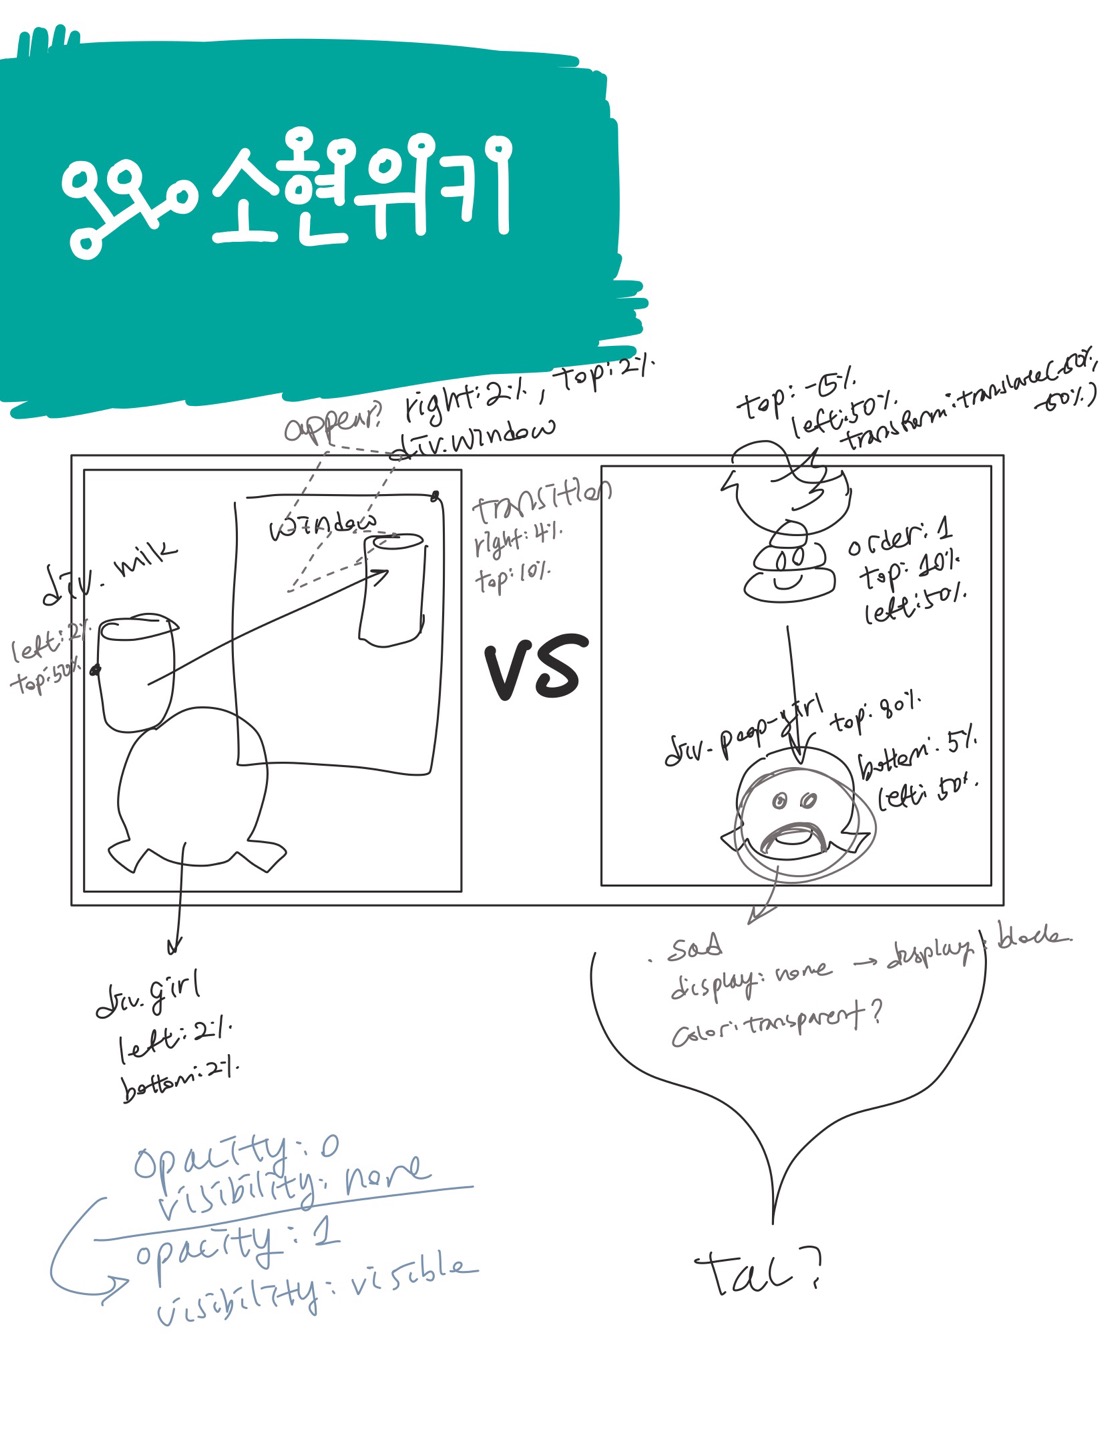 소현위키
appear?
right:2%, top:2%
div.window
top: -5%
left:50%
transform:translate(-50%,
-50%)
window
transition
right:4%
top:10%
div.milk
left:2%
top:50%
VS
order:1
top:10%
left:50%
div.poop-girl
top:80%
bottom:5%
left:50%
div.girl
left:2%
bottom:2%
.sad
display:none → display:block
color:transparent?
opacity:0
visibility:none
opacity:1
visibility:visible